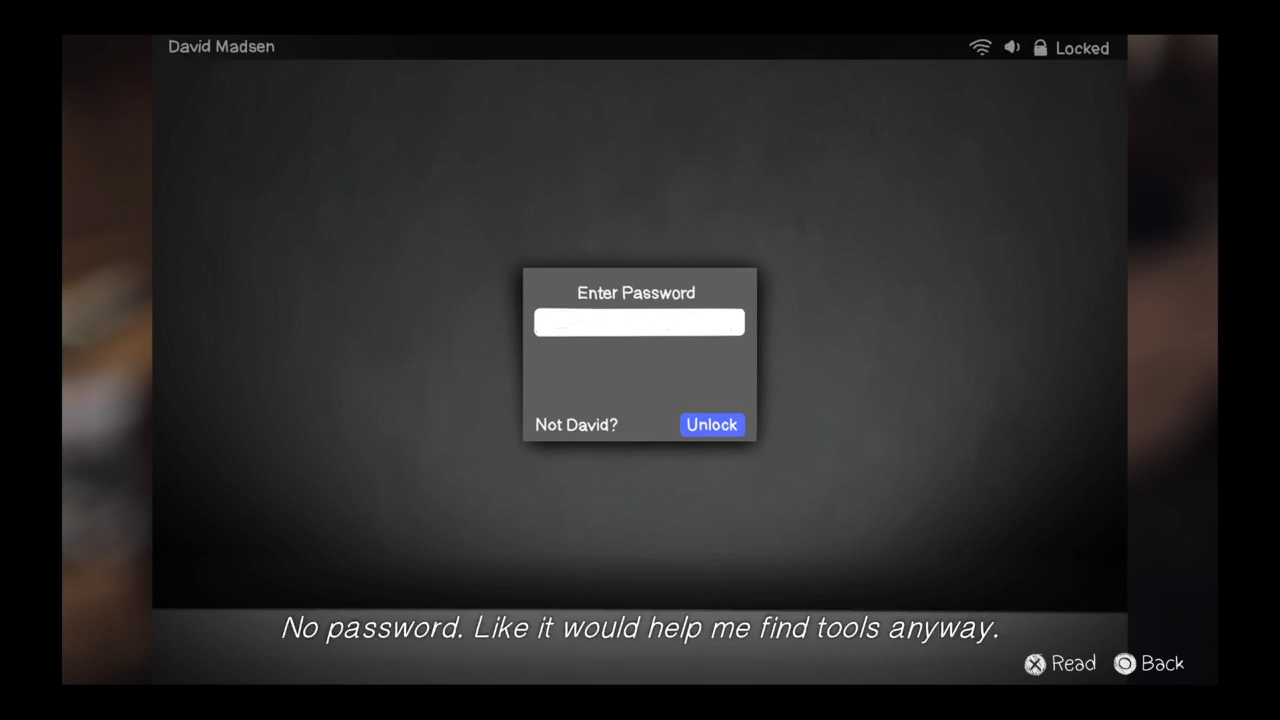 David Madsen
Locked
Enter Password
Not David?
Unlock
No password. Like it would help me find tools anyway.
Read
Back